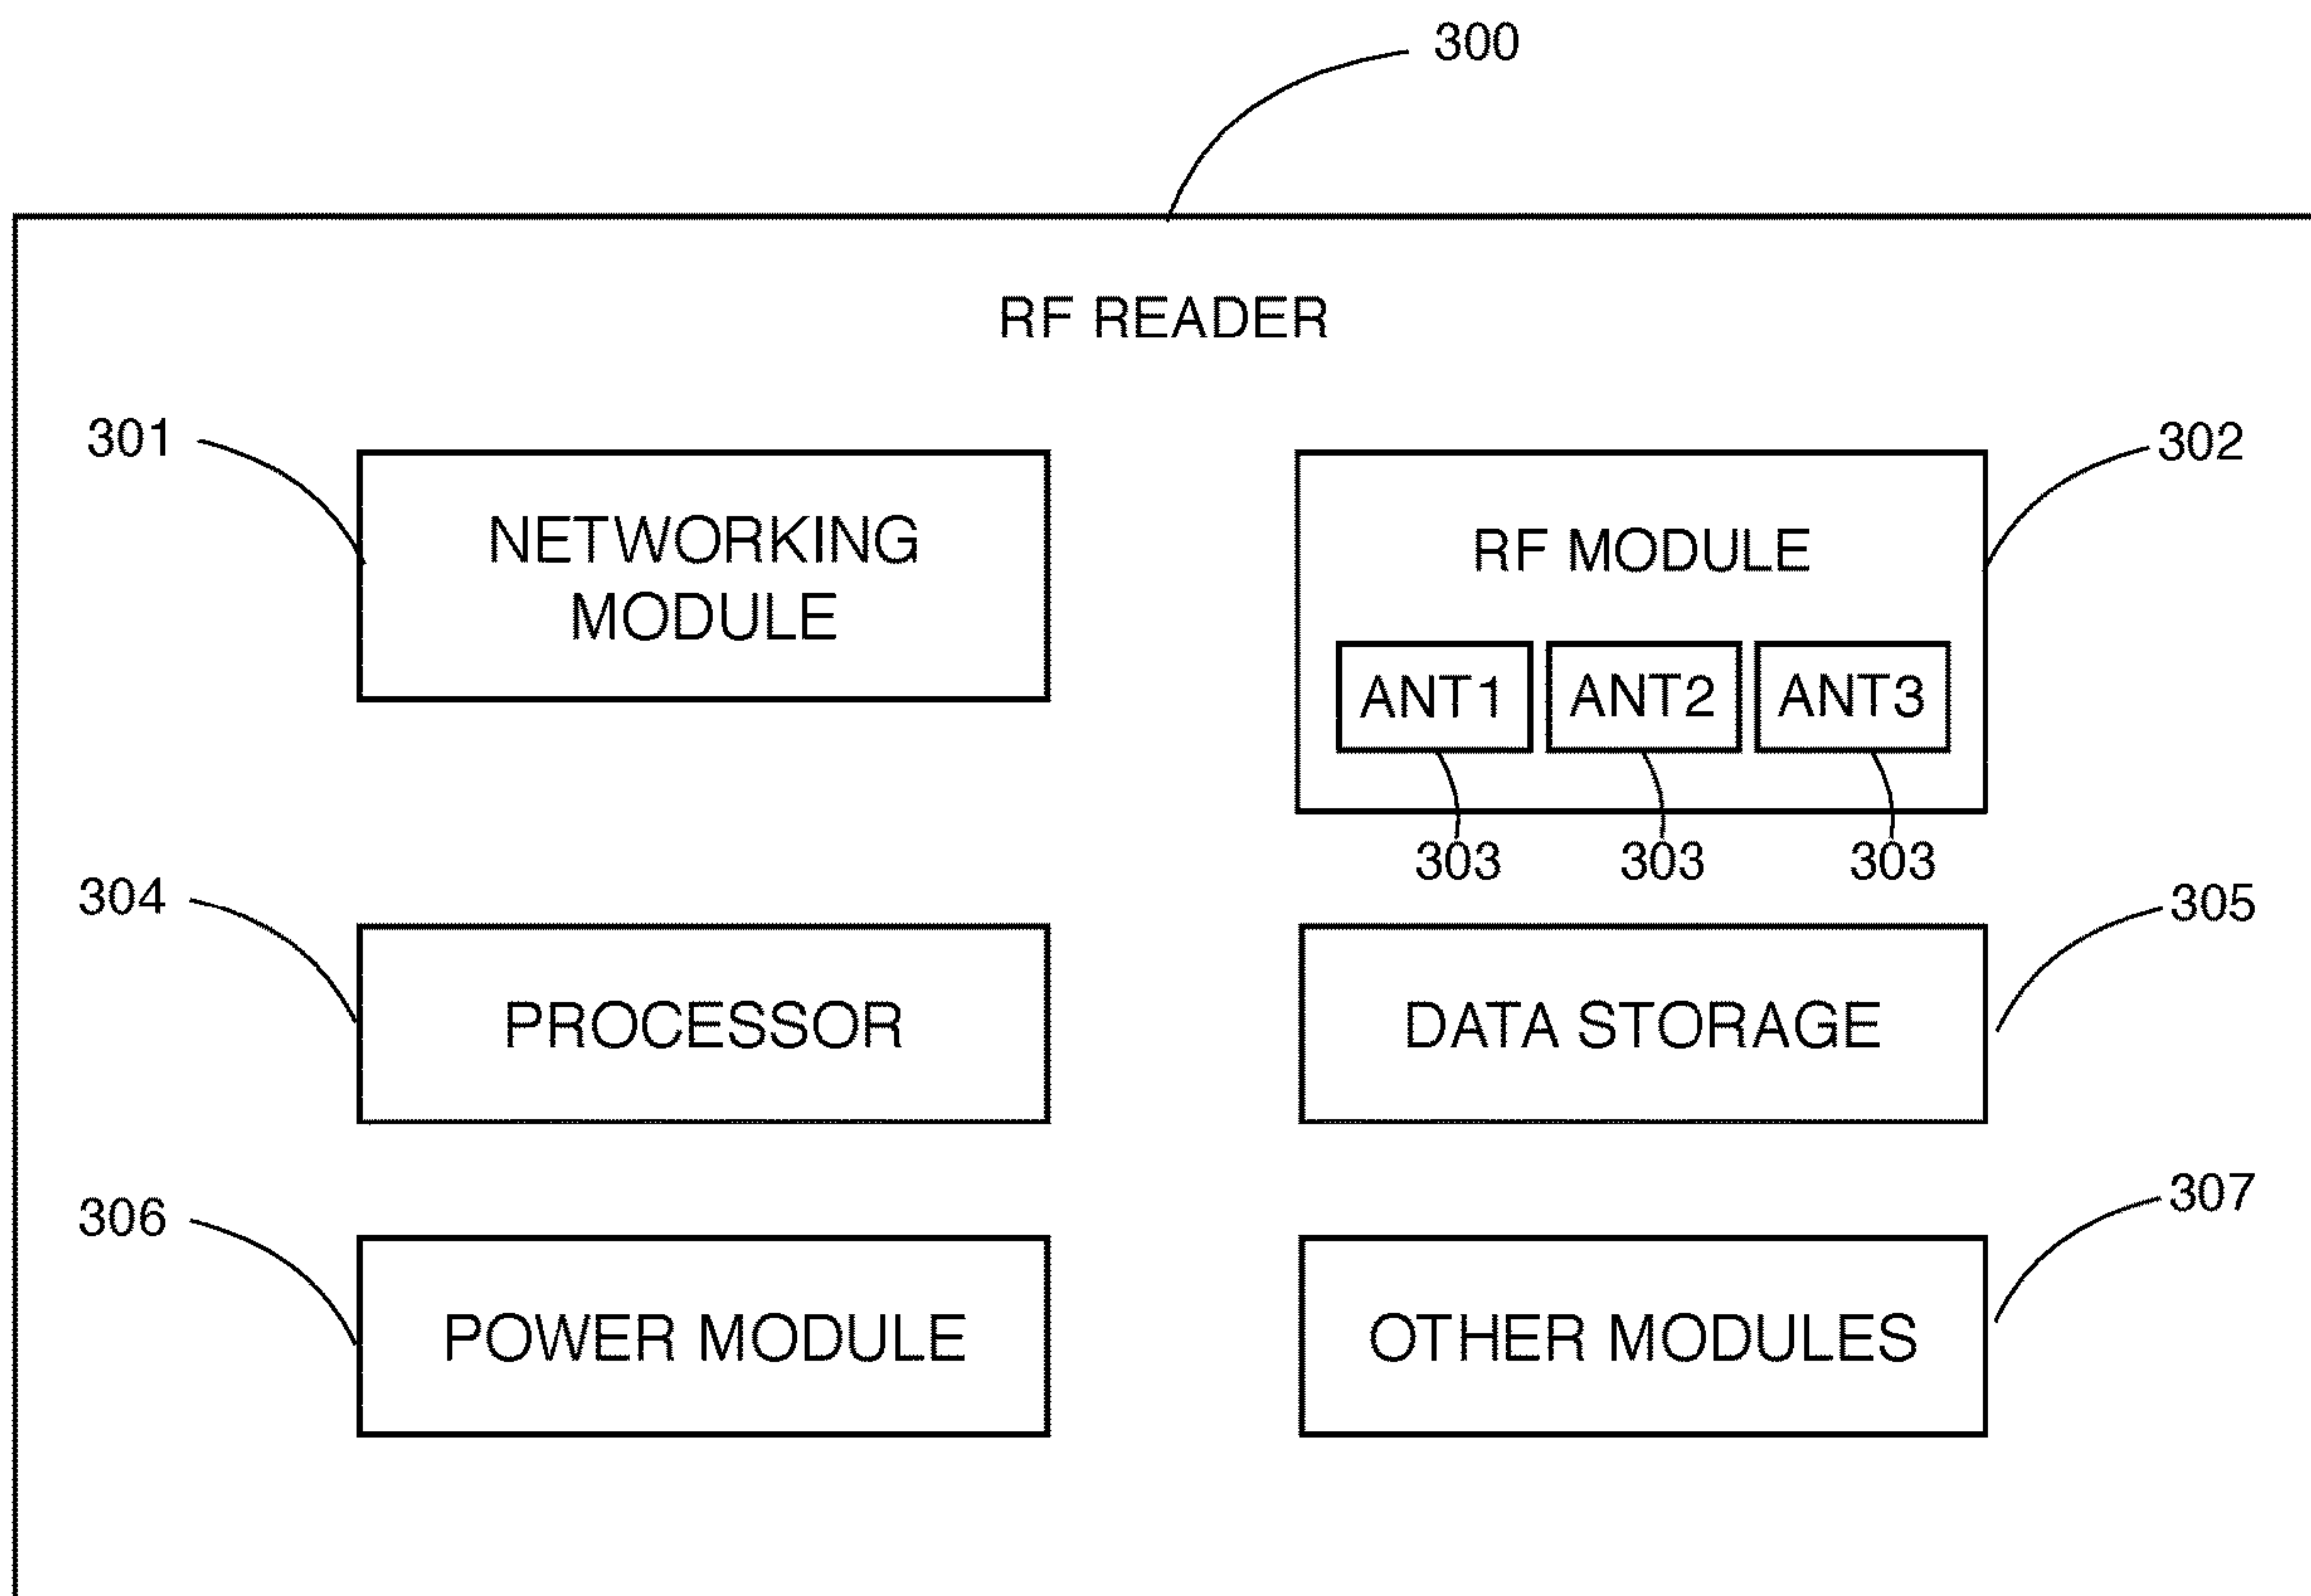 300
RF READER
301
302
NETWORKING
MODULE
RF MODULE
ANT1 ANT2 ANT3
303 303 303
304
305
PROCESSOR
DATA STORAGE
306
307
POWER MODULE
OTHER MODULES